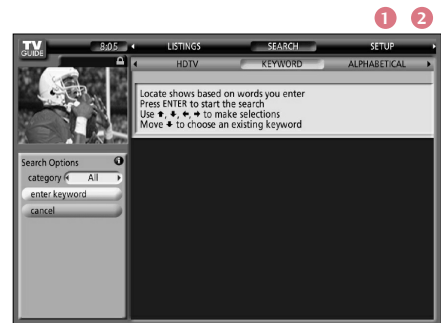 1 2
TV GUIDE 8:05 LISTINGS SEARCH SETUP
HDTV KEYWORD ALPHABETICAL
Locate shows based on words you enter
Press ENTER to start the search
Use ↑, ↓, ←, → to make selections
Move ↓ to choose an existing keyword
Search Options i
category All
enter keyword
cancel